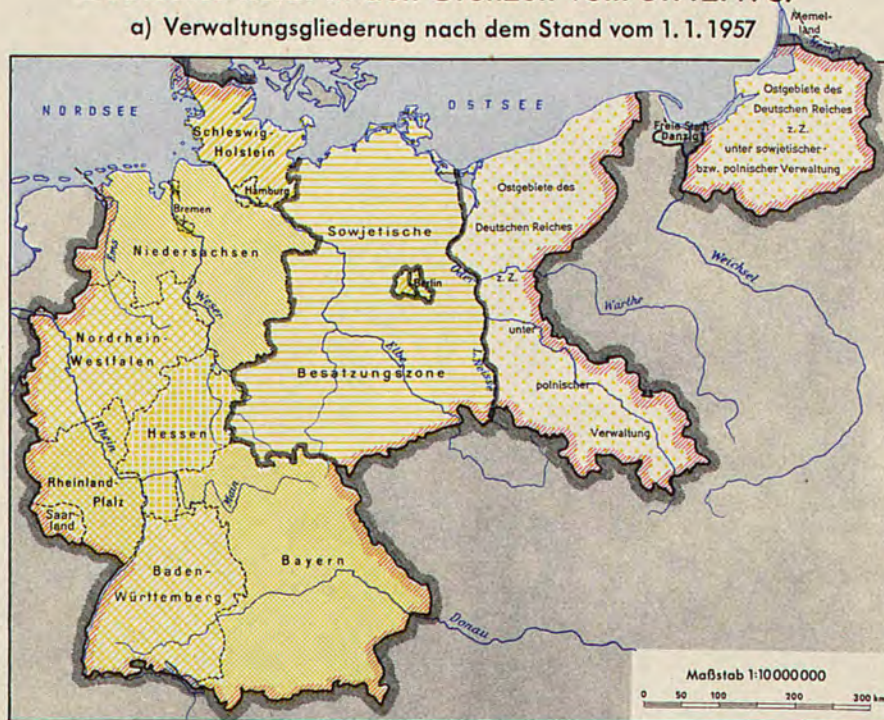 a) Verwaltungsgliederung nach dem Stand vom 1.1.1957
Memel-
land
Memel
NORDSEE
OSTSEE
Ostgebiete des
Deutschen Reiches
z. Z.
unter sowjetischer-
bzw. polnischer Verwaltung
Freie Stadt
Danzig
Schleswig-
Holstein
Hamburg
Bremen
Niedersachsen
Ems
Weser
Sowjetische
Besatzungszone
Berlin
Elbe
Oder
L. Neisse
Ostgebiete des
Deutschen Reiches
z. Z.
unter
polnischer
Verwaltung
Weichsel
Warthe
Nordrhein-
Westfalen
Rhein
Hessen
Rheinland-
Pfalz
Saar-
land
Main
Baden-
Württemberg
Bayern
Donau
Maßstab 1:10000000
0 50 100 200 300 km